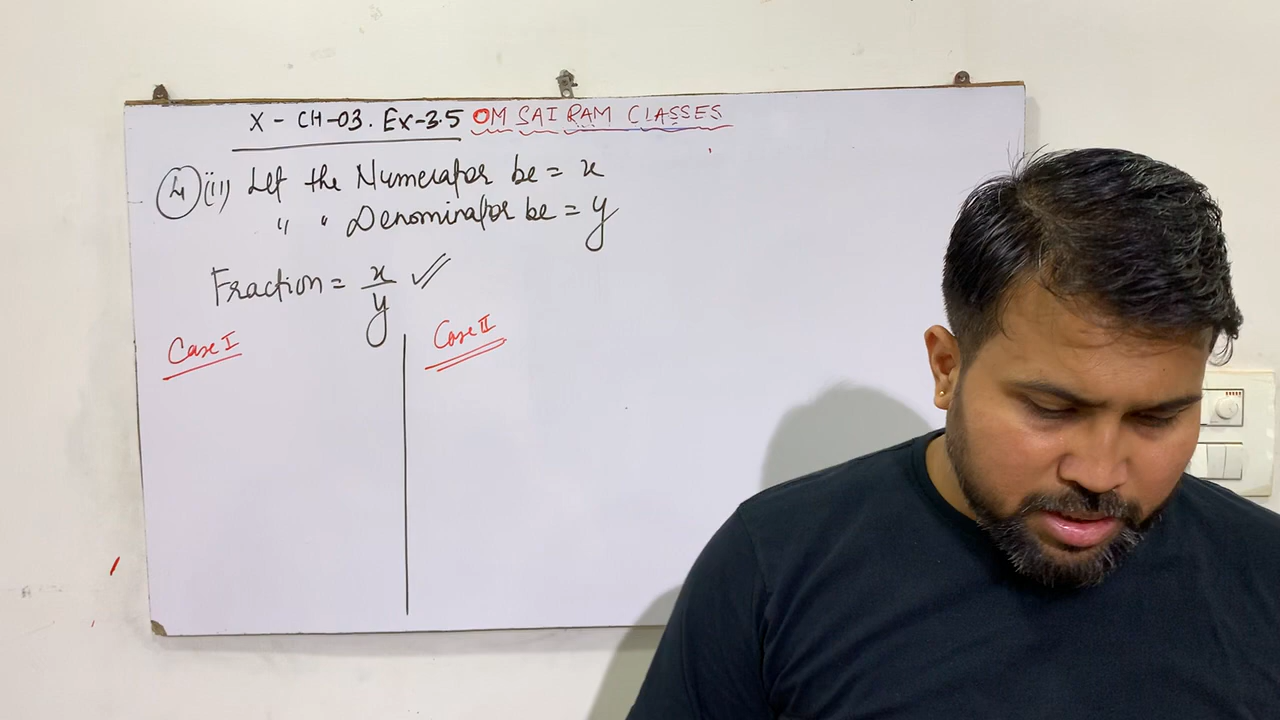 X - CH-03. Ex-3.5 OM SAI RAM CLASSES
4 (ii) Let the Numerator be = x
" " Denominator be = y
Fraction = x/y ✓
Case I
Case II